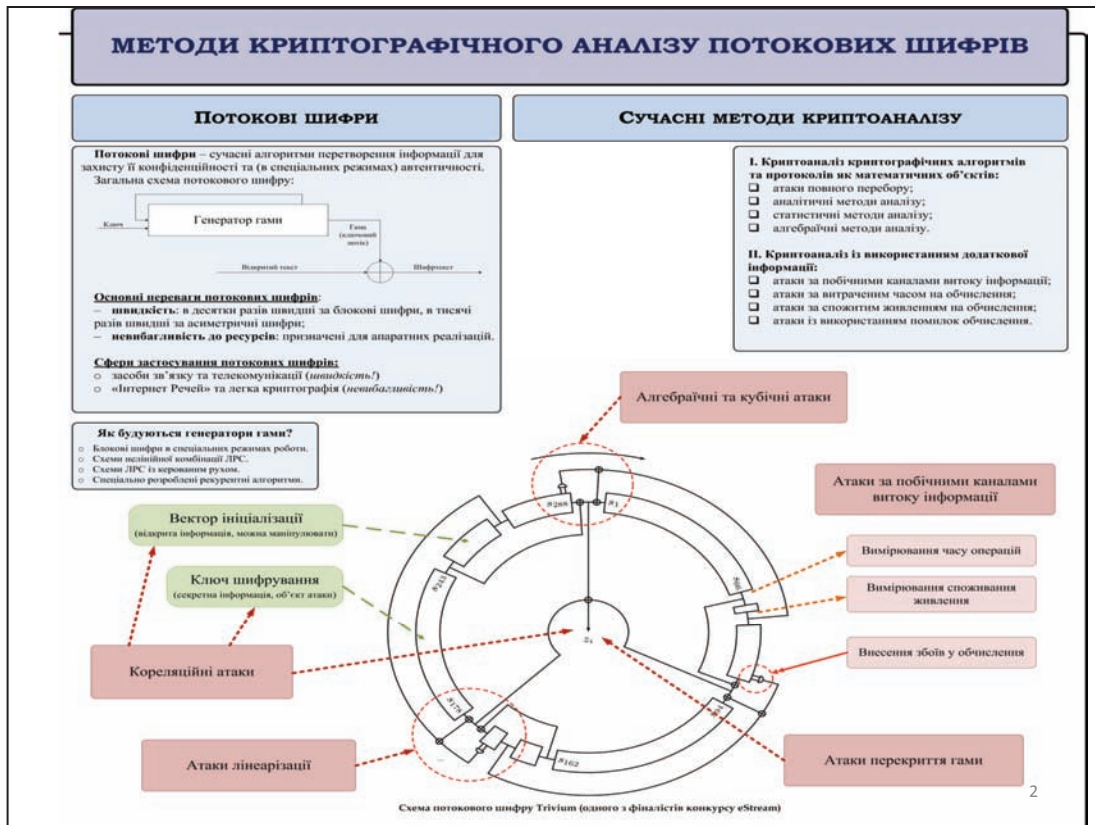 МЕТОДИ КРИПТОГРАФІЧНОГО АНАЛІЗУ ПОТОКОВИХ ШИФРІВ
ПОТОКОВІ ШИФРИ
Потокові шифри – сучасні алгоритми перетворення інформації для
захисту її конфіденційності та (в спеціальних режимах) автентичності.
Загальна схема потокового шифру:
Генератор гами
Ключ
Гама
(ключовий
потік)
Відкритий текст
Шифртекст
Основні переваги потокових шифрів:
– швидкість: в десятки разів швидші за блокові шифри, в тисячі
разів швидші за асиметричні шифри;
– невибагливість до ресурсів: призначені для апаратних реалізацій.
Сфери застосування потокових шифрів:
o засоби зв’язку та телекомунікації (швидкість!)
o «Інтернет Речей» та легка криптографія (невибагливість!)
Як будуються генератори гами?
o Блокові шифри в спеціальних режимах роботи.
o Схеми нелінійної комбінації ЛРС.
o Схеми ЛРС із керованим рухом.
o Спеціально розроблені рекурентні алгоритми.
СУЧАСНІ МЕТОДИ КРИПТОАНАЛІЗУ
I. Криптоаналіз криптографічних алгоритмів
та протоколів як математичних об’єктів:
❑ атаки повного перебору;
❑ аналітичні методи аналізу;
❑ статистичні методи аналізу;
❑ алгебраїчні методи аналізу.
II. Криптоаналіз із використанням додаткової
інформації:
❑ атаки за побічними каналами витоку інформації;
❑ атаки за витраченим часом на обчислення;
❑ атаки за спожитим живленням на обчислення;
❑ атаки із використанням помилок обчислення.
Алгебраїчні та кубічні атаки
Атаки за побічними каналами
витоку інформації
Вектор ініціалізації
(відкрита інформація, можна маніпулювати)
Ключ шифрування
(секретна інформація, об’єкт атаки)
Вимірювання часу операцій
Вимірювання споживання
живлення
Внесення збоїв у обчислення
Кореляційні атаки
Атаки лінеаризації
Атаки перекриття гами
s288
s1
s243
s66
zi
s178
s94
s162
Схема потокового шифру Trivium (одного з фіналістів конкурсу eStream)
2